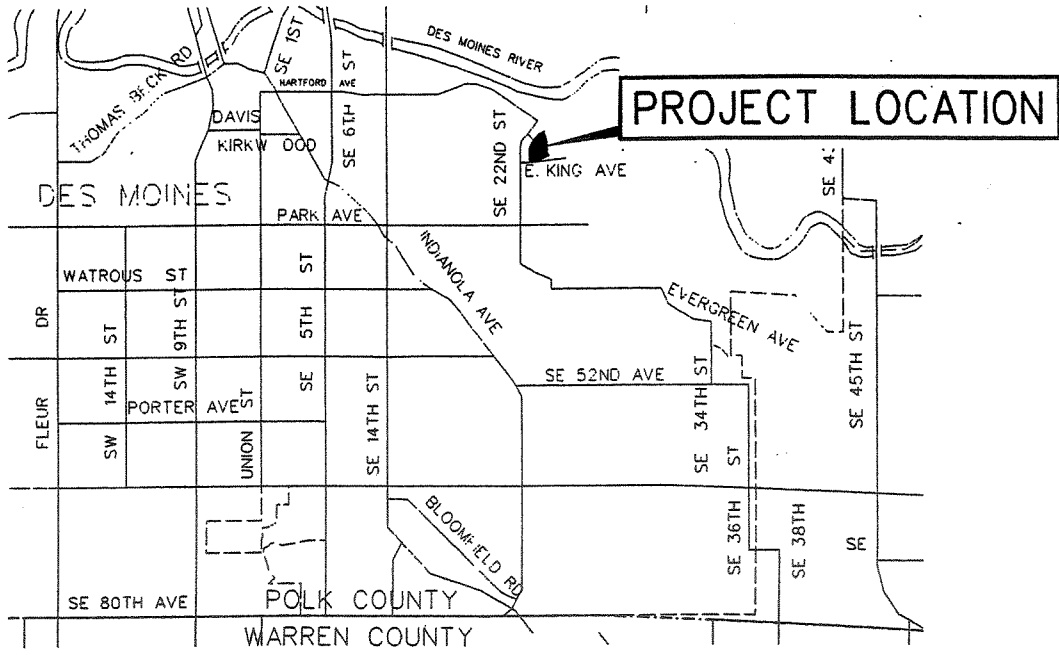 DES MOINES RIVER
THOMAS BECK RD
SE 1ST
ST
HARTFORD AVE
SE 6TH
PROJECT LOCATION
DAVIS
KIRKWOOD
SE 22ND ST
E. KING AVE
SE 4
DES MOINES
PARK AVE
INDIANOLA AVE
WATROUS ST
EVERGREEN AVE
FLEUR DR
SW 14TH ST
SW 9TH ST
SE 5TH ST
SE 14TH ST
SE 52ND AVE
SE 34TH ST
SE 45TH ST
PORTER AVE
UNION ST
BLOOMFIELD RD
SE 36TH ST
SE 38TH
SE
SE 80TH AVE
POLK COUNTY
WARREN COUNTY